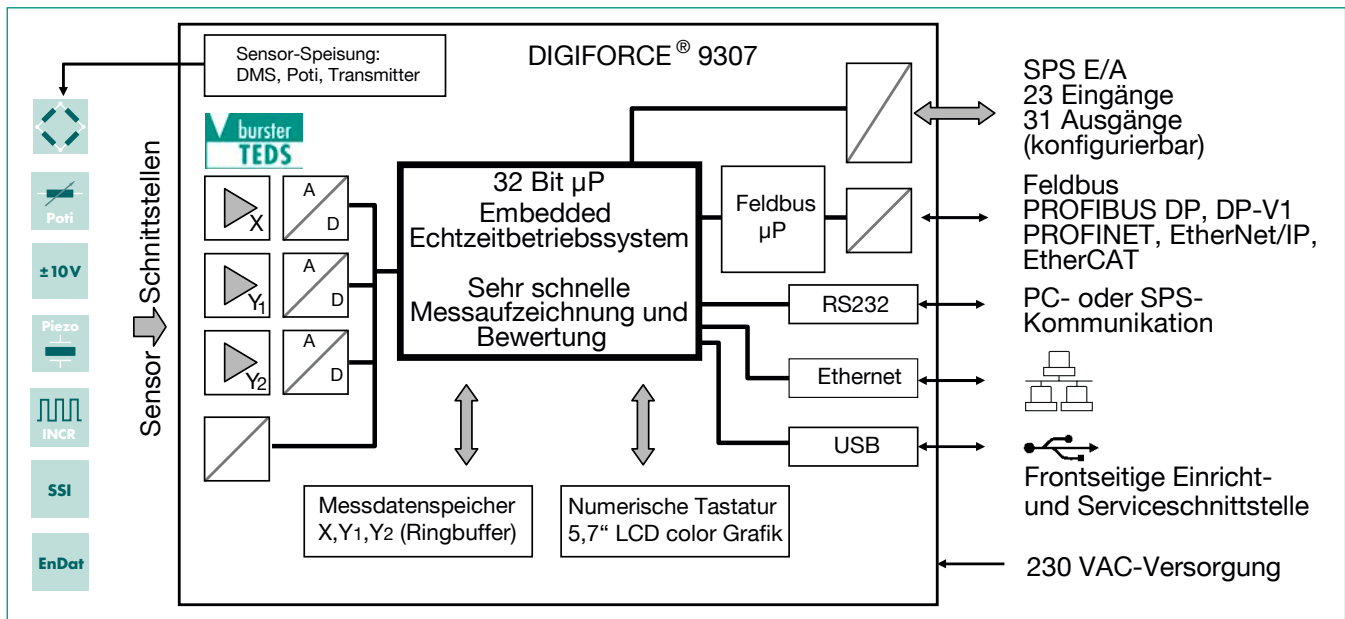 Sensor-Speisung:
DMS, Poti, Transmitter
DIGIFORCE® 9307
burster
TEDS
Poti
±10V
Piezo
INCR
SSI
EnDat
Sensor Schnittstellen
X
A
D
Y1
A
D
Y2
A
D
32 Bit µP
Embedded
Echtzeitbetriebssystem
Sehr schnelle
Messaufzeichnung und
Bewertung
Messdatenspeicher
X,Y1,Y2 (Ringbuffer)
Numerische Tastatur
5,7“ LCD color Grafik
Feldbus
µP
RS232
Ethernet
USB
SPS E/A
23 Eingänge
31 Ausgänge
(konfigurierbar)
Feldbus
PROFIBUS DP, DP-V1
PROFINET, EtherNet/IP,
EtherCAT
PC- oder SPS-
Kommunikation
Frontseitige Einricht-
und Serviceschnittstelle
230 VAC-Versorgung